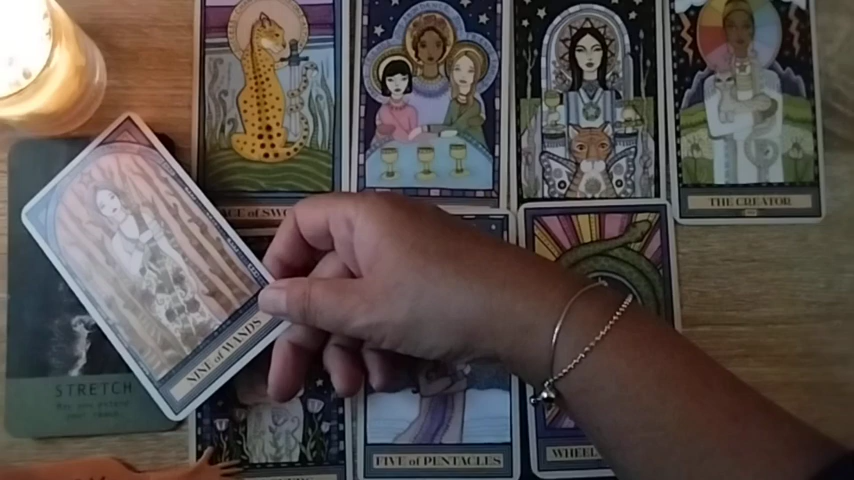 ACE of SWO
THE CREATOR
NINE of WANDS
STRETCH
FIVE of PENTACLES
WHEEL